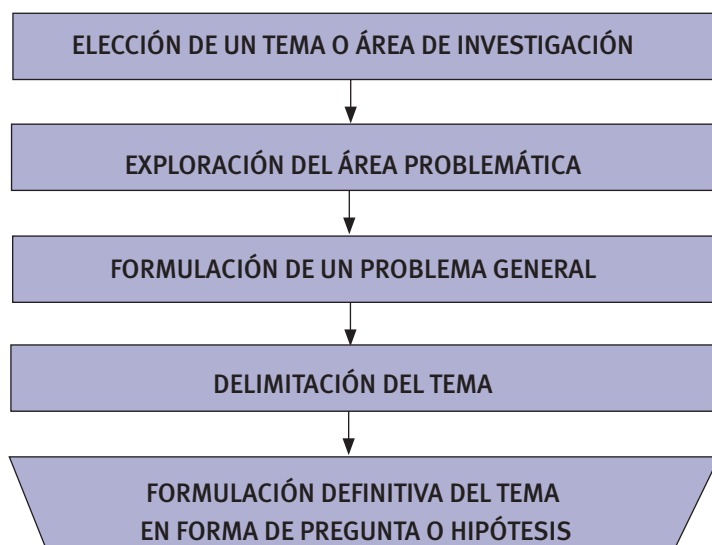 ELECCIÓN DE UN TEMA O ÁREA DE INVESTIGACIÓN
EXPLORACIÓN DEL ÁREA PROBLEMÁTICA
FORMULACIÓN DE UN PROBLEMA GENERAL
DELIMITACIÓN DEL TEMA
FORMULACIÓN DEFINITIVA DEL TEMA
EN FORMA DE PREGUNTA O HIPÓTESIS